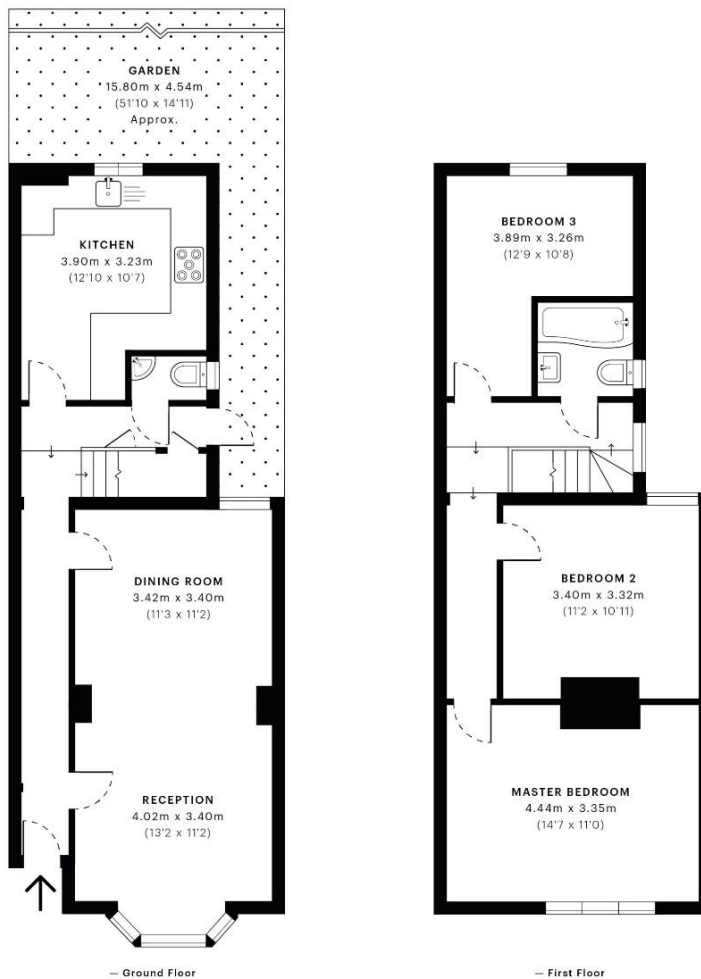 GARDEN
15.80m x 4.54m
(51'10 x 14'11)
Approx.
KITCHEN
3.90m x 3.23m
(12'10 x 10'7)
DINING ROOM
3.42m x 3.40m
(11'3 x 11'2)
RECEPTION
4.02m x 3.40m
(13'2 x 11'2)
— Ground Floor
BEDROOM 3
3.89m x 3.26m
(12'9 x 10'8)
BEDROOM 2
3.40m x 3.32m
(11'2 x 10'11)
MASTER BEDROOM
4.44m x 3.35m
(14'7 x 11'0)
— First Floor